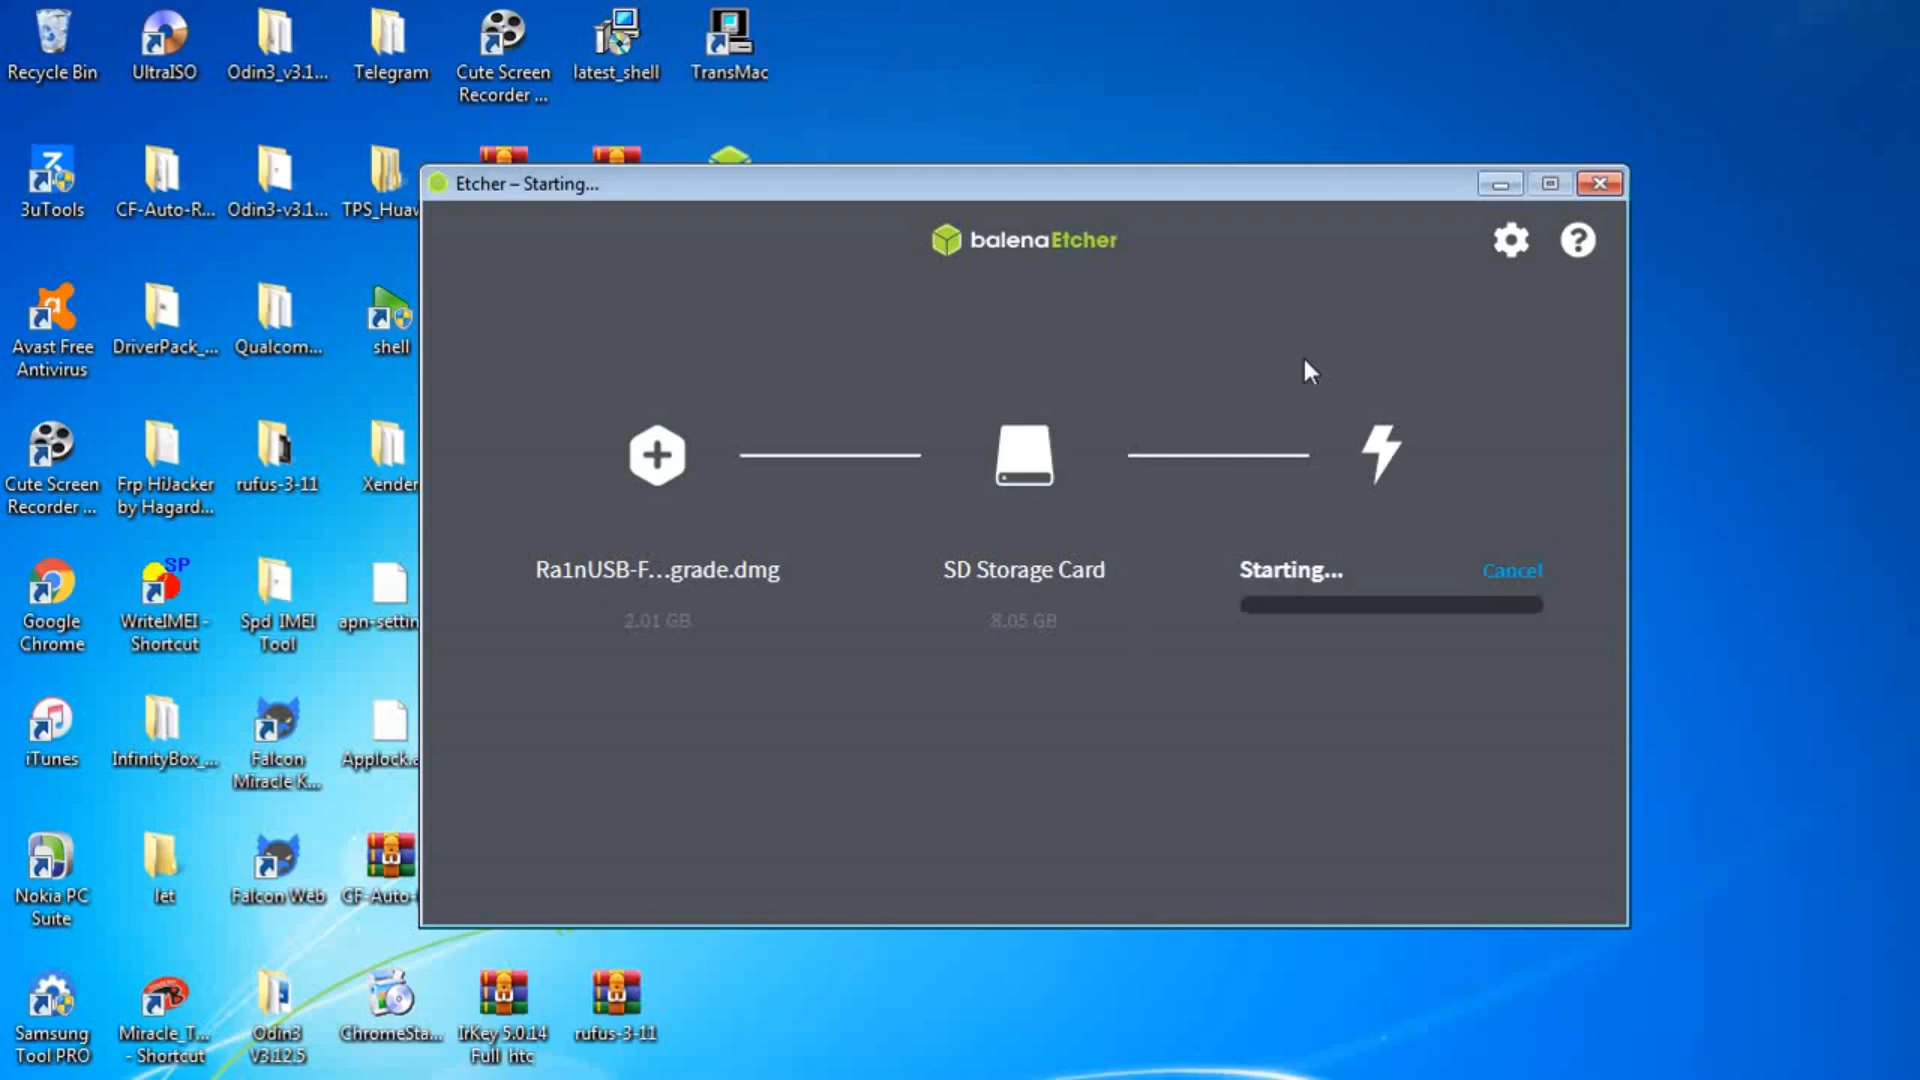 Recycle Bin
UltraISO
Odin3_v3.1...
Telegram
Cute Screen
Recorder ...
latest_shell
TransMac
3uTools
CF-Auto-R...
Odin3-v3.1...
TPS_Huaw
Avast Free
Antivirus
DriverPack_...
Qualcom...
shell
Cute Screen
Recorder ...
Frp HiJacker
by Hagard...
rufus-3-11
Xender
Google
Chrome
SP
WriteIMEI -
Shortcut
Spd IMEI
Tool
apn-settin
iTunes
InfinityBox_...
Falcon
Miracle K...
Applock.a
Nokia PC
Suite
let
Falcon Web
CF-Auto-
Samsung
Tool PRO
Miracle_T...
- Shortcut
Odin3
V3.12.5
ChromeSta...
IrKey 5.0.14
Full htc
rufus-3-11
Etcher – Starting...
balenaEtcher
Ra1nUSB-F...grade.dmg
2.01 GB
SD Storage Card
8.05 GB
Starting...
Cancel